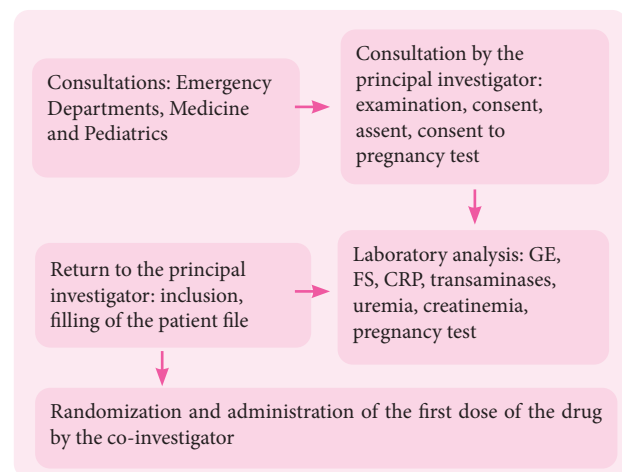 Consultations: Emergency
Departments, Medicine
and Pediatrics
Consultation by the
principal investigator:
examination, consent,
assent, consent to
pregnancy test
Return to the principal
investigator: inclusion,
filling of the patient file
Laboratory analysis: GE,
FS, CRP, transaminases,
uremia, creatinemia,
pregnancy test
Randomization and administration of the first dose of the drug
by the co-investigator